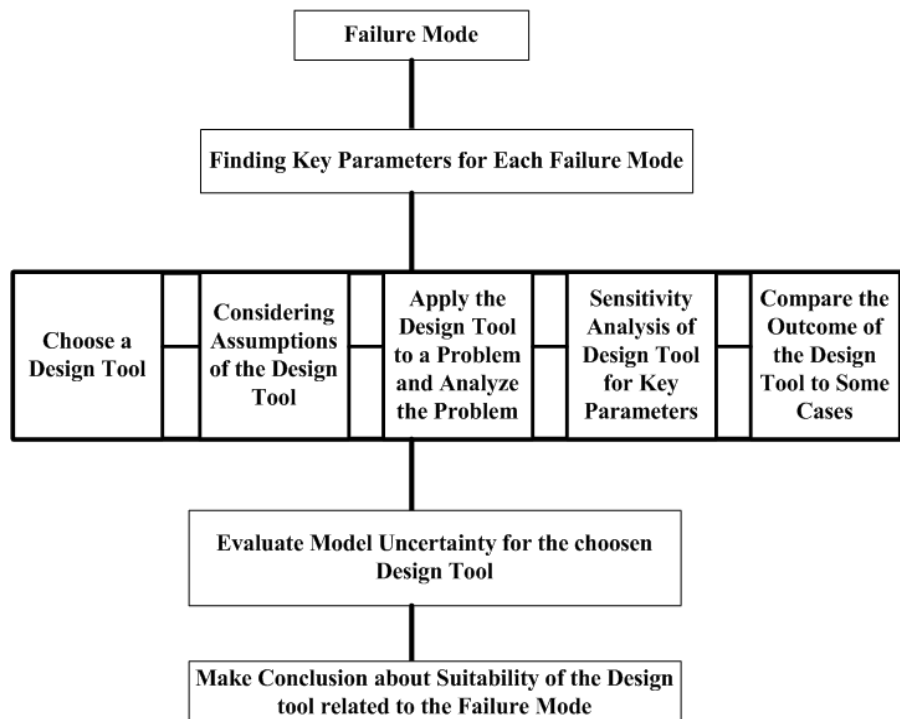 Failure Mode
Finding Key Parameters for Each Failure Mode
Choose a
Design Tool
Considering
Assumptions
of the Design
Tool
Apply the
Design Tool
to a Problem
and Analyze
the Problem
Sensitivity
Analysis of
Design Tool
for Key
Parameters
Compare the
Outcome of
the Design
Tool to Some
Cases
Evaluate Model Uncertainty for the choosen
Design Tool
Make Conclusion about Suitability of the Design
tool related to the Failure Mode